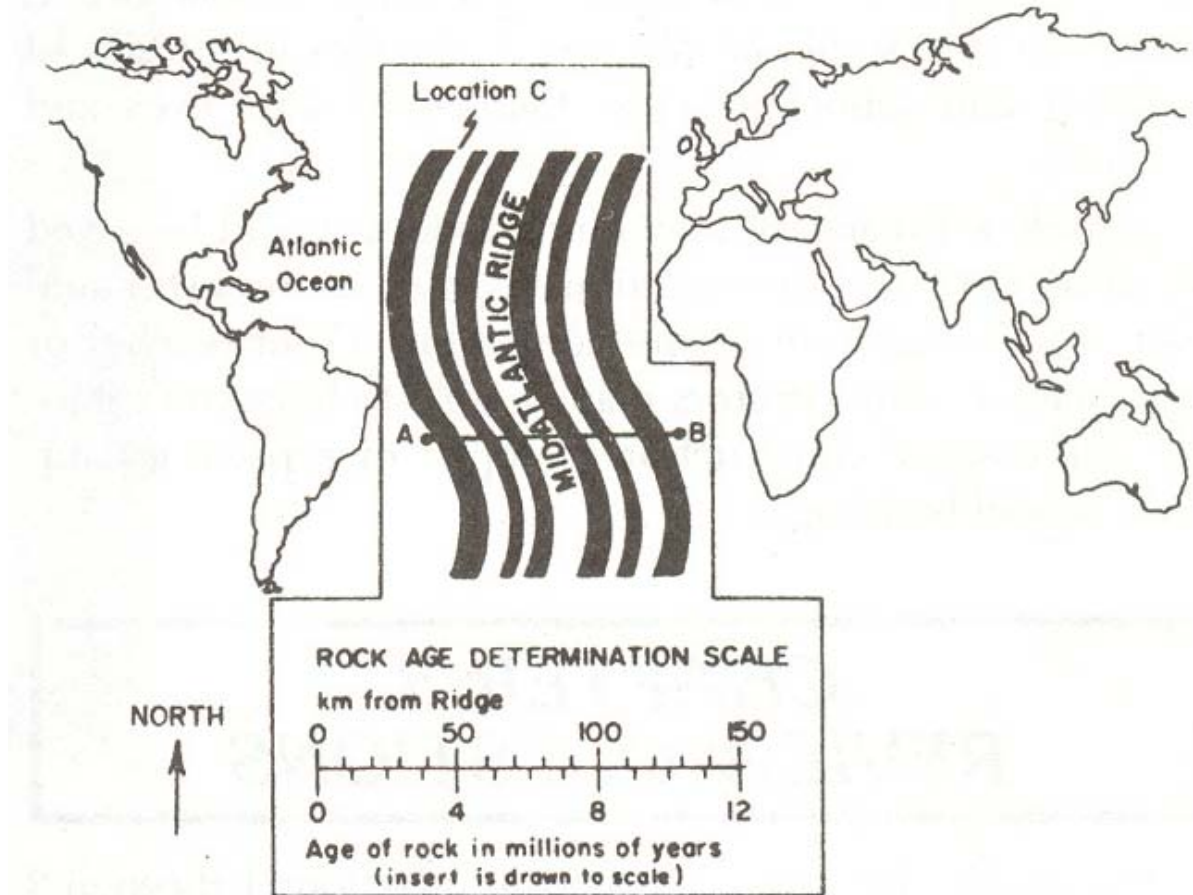 Location C
Atlantic
Ocean
MIDATLANTIC RIDGE
A
B
ROCK AGE DETERMINATION SCALE
km from Ridge
0 50 100 150
0 4 8 12
Age of rock in millions of years
(insert is drawn to scale)
NORTH